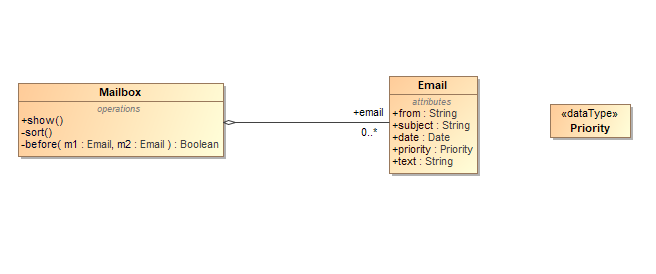 Mailbox
operations
+show()
-sort()
-before( m1 : Email, m2 : Email ) : Boolean
+email
0..*
Email
attributes
+from : String
+subject : String
+date : Date
+priority : Priority
+text : String
«dataType»
Priority